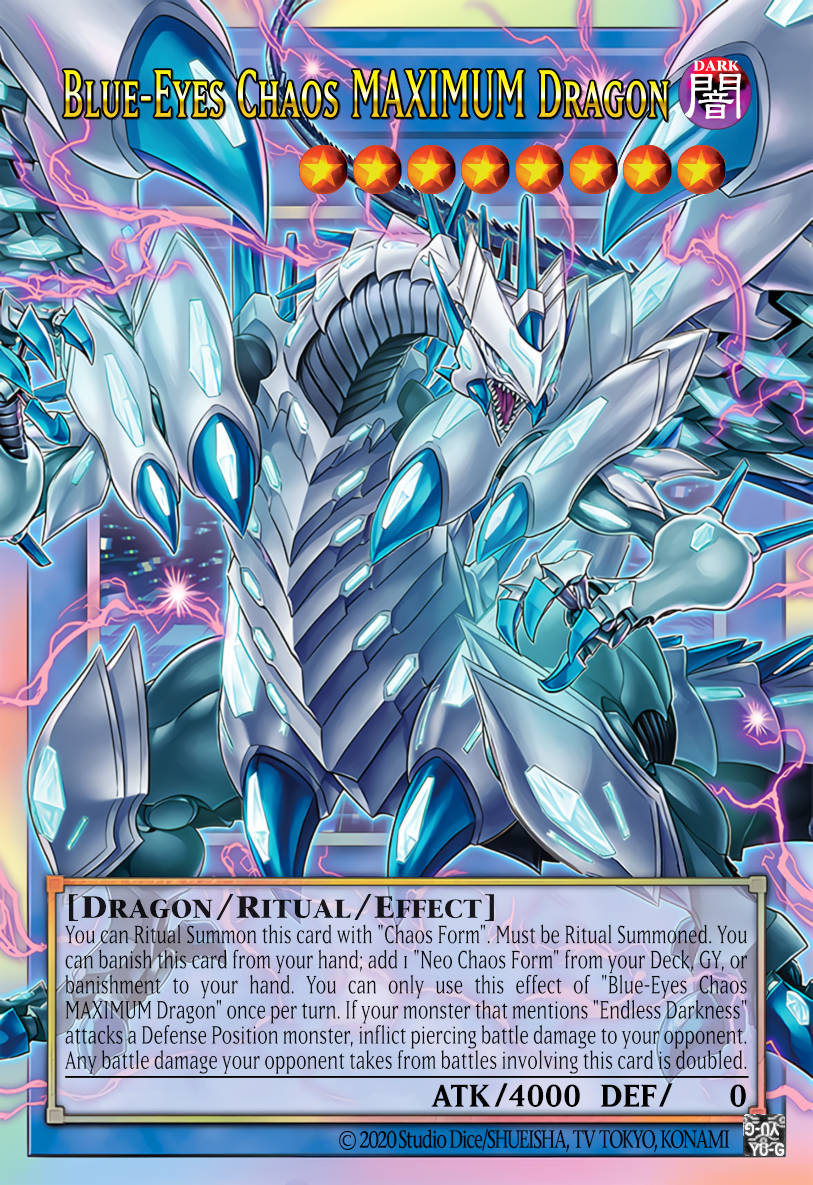 BLUE-EYES CHAOS MAXIMUM DRAGON
DARK
闇
[DRAGON/RITUAL/EFFECT]
You can Ritual Summon this card with "Chaos Form". Must be Ritual Summoned. You
can banish this card from your hand; add 1 "Neo Chaos Form" from your Deck, GY, or
banishment to your hand. You can only use this effect of "Blue-Eyes Chaos
MAXIMUM Dragon" once per turn. If your monster that mentions "Endless Darkness"
attacks a Defense Position monster, inflict piercing battle damage to your opponent.
Any battle damage your opponent takes from battles involving this card is doubled.
ATK/4000 DEF/ 0
© 2020 Studio Dice/SHUEISHA, TV TOKYO, KONAMI
YU-G
YU-G